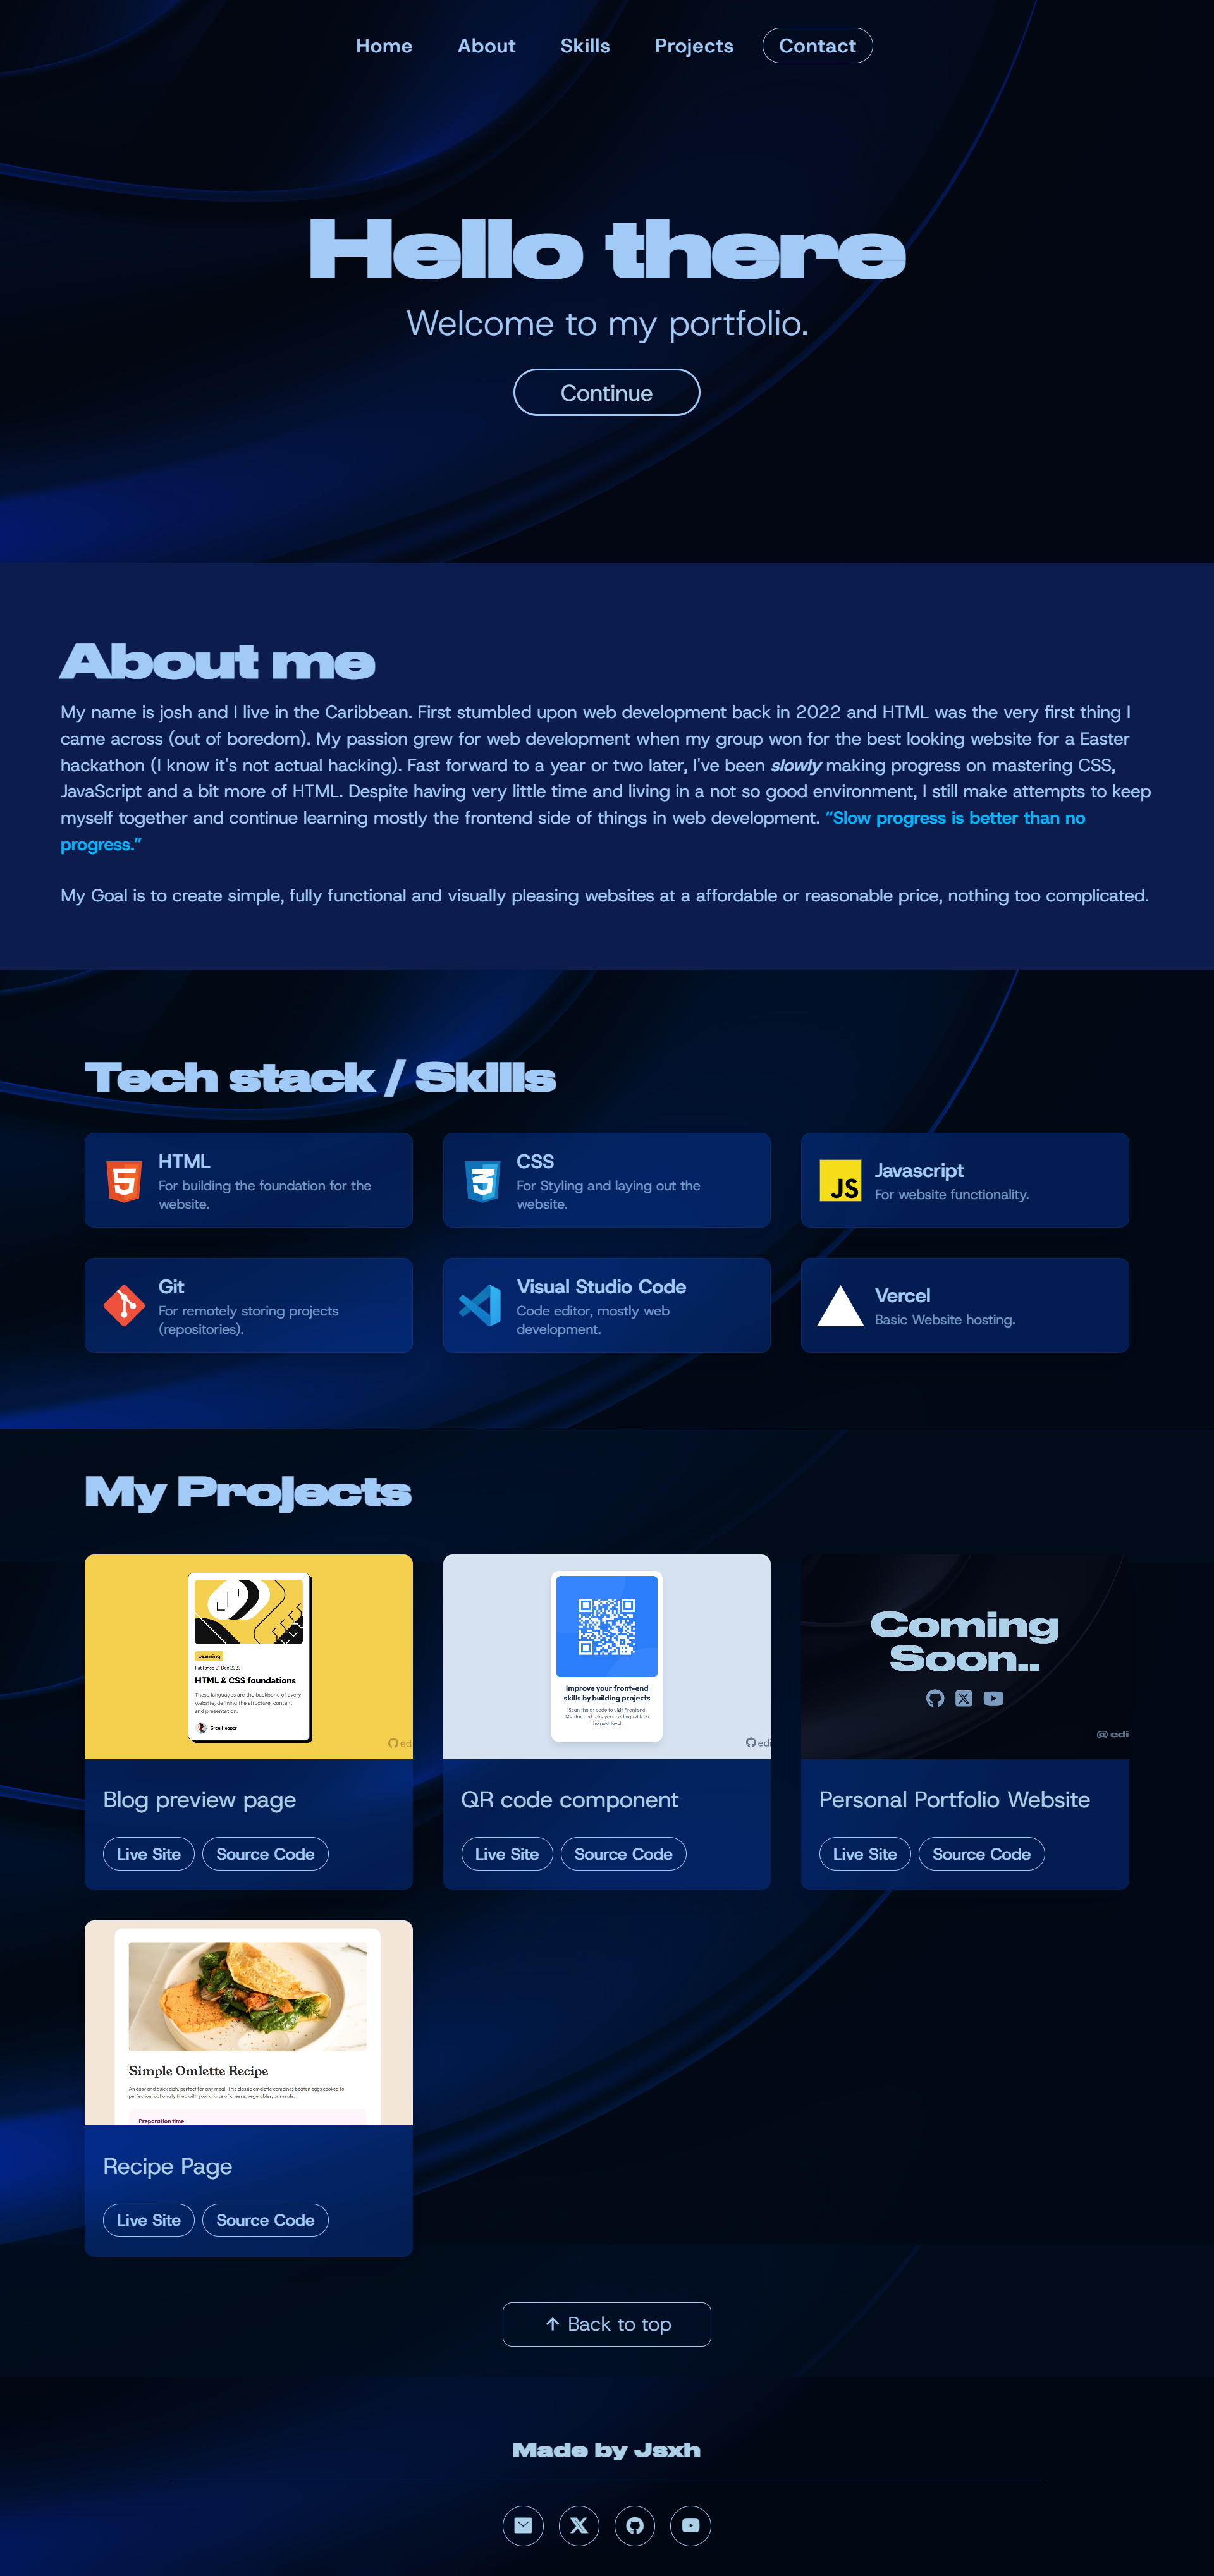 Home About Skills Projects Contact
Hello there
Welcome to my portfolio.
Continue
About me
My name is josh and I live in the Caribbean. First stumbled upon web development back in 2022 and HTML was the very first thing I
came across (out of boredom). My passion grew for web development when my group won for the best looking website for a Easter
hackathon (I know it's not actual hacking). Fast forward to a year or two later, I've been slowly making progress on mastering CSS,
JavaScript and a bit more of HTML. Despite having very little time and living in a not so good environment, I still make attempts to keep
myself together and continue learning mostly the frontend side of things in web development. “Slow progress is better than no
progress.”
My Goal is to create simple, fully functional and visually pleasing websites at a affordable or reasonable price, nothing too complicated.
Tech stack / Skills
HTML
For building the foundation for the
website.
CSS
For Styling and laying out the
website.
JS
Javascript
For website functionality.
Git
For remotely storing projects
(repositories).
Visual Studio Code
Code editor, mostly web
development.
Vercel
Basic Website hosting.
My Projects
Learning
Published 21 Dec 2023
HTML & CSS foundations
These languages are the backbone of every
website, defining the structure, content
and presentation.
Greg Hooper
edi
Blog preview page
Live Site Source Code
Improve your front-end
skills by building projects
Scan the qr code to visit Frontend
Mentor and take your coding skills to
the next level.
edi
QR code component
Live Site Source Code
Coming
Soon..
@ edi
Personal Portfolio Website
Live Site Source Code
Simple Omlette Recipe
An easy and quick dish, perfect for any meal. This classic omelette combines beaten eggs cooked to
perfection, optionally filled with your choice of cheese, vegetables, or meats.
Preparation time
Recipe Page
Live Site Source Code
↑ Back to top
Made by Jsxh